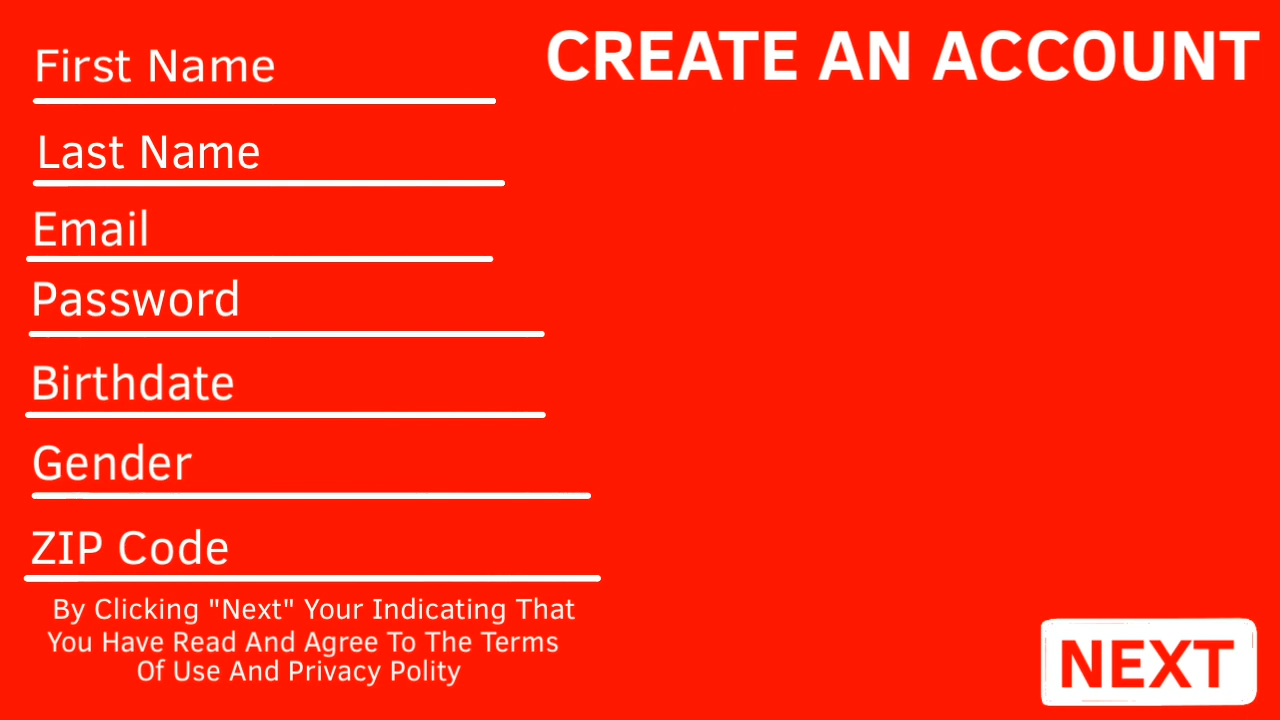 CREATE AN ACCOUNT
First Name
Last Name
Email
Password
Birthdate
Gender
ZIP Code
By Clicking "Next" Your Indicating That
You Have Read And Agree To The Terms
Of Use And Privacy Polity
NEXT